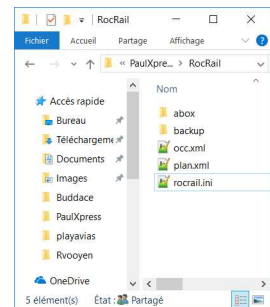 RocRail
Fichier Accueil Partage Affichage
« PaulXpre... > RocRail
Nom
Accès rapide
Bureau
Téléchargeme
Documents
Images
Buddace
PaulXpress
playavias
Rvooyen
OneDrive
abox
backup
occ.xml
plan.xml
rocrail.ini
5 élément(s) État : Partagé